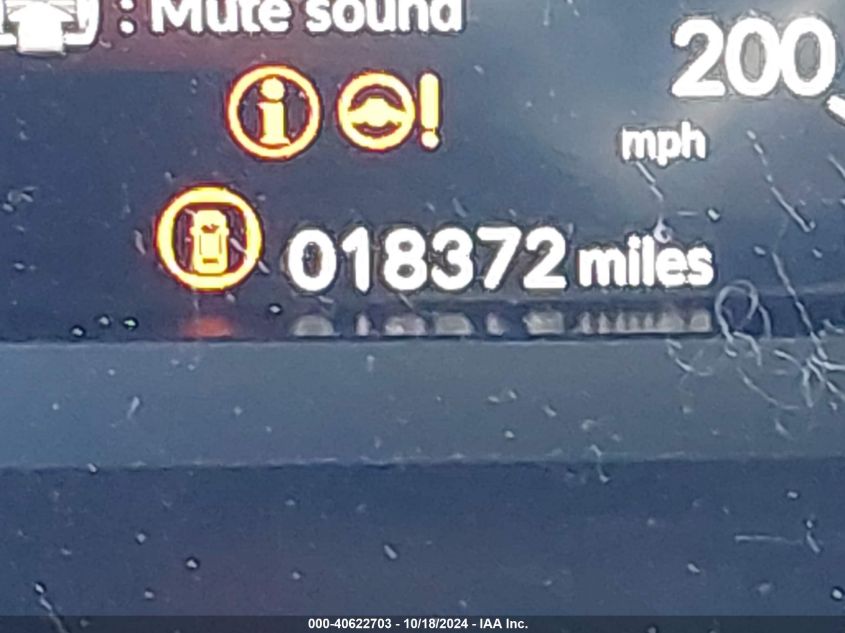 : Mute sound
200
mph
018372 miles
000-40622703 - 10/18/2024 - IAA Inc.